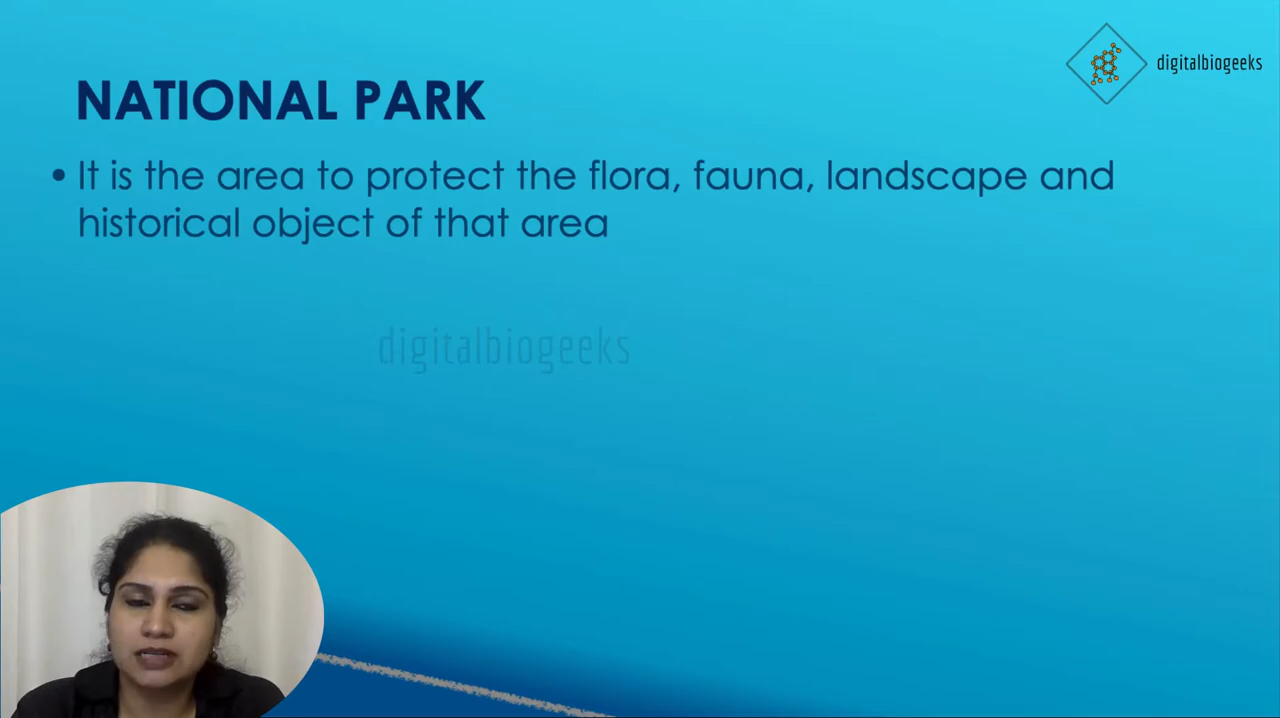 digitalbiogeeks
NATIONAL PARK
• It is the area to protect the flora, fauna, landscape and
historical object of that area
digitalbiogeeks